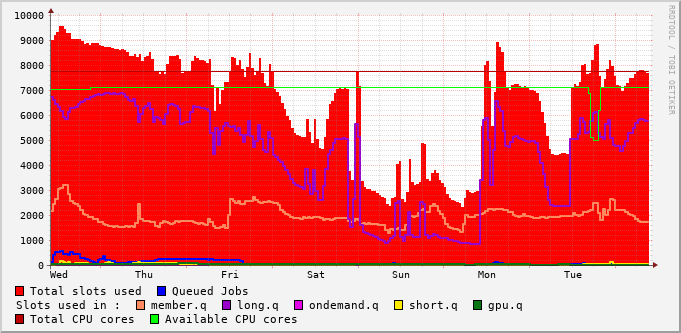 10000
9000
8000
7000
6000
5000
4000
3000
2000
1000
0
Wed Thu Fri Sat Sun Mon Tue
Total slots used Queued Jobs
Slots used in : member.q long.q ondemand.q short.q gpu.q
Total CPU cores Available CPU cores
RRDTOOL / TOBI OETIKER